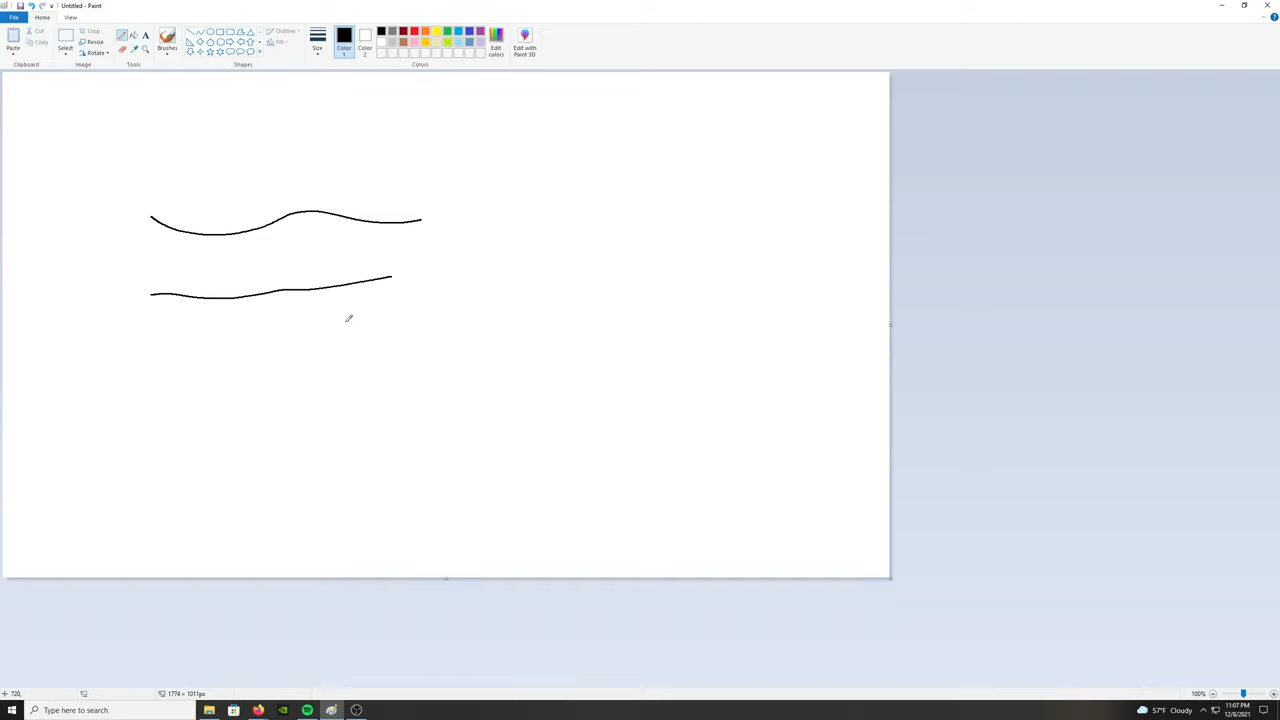 Untitled - Paint
File Home View
Paste
Cut
Copy
Clipboard
Select
Crop
Resize
Rotate
Image
Tools
Brushes
Outline
Fill
Shapes
Size
Color 1
Color 2
Edit colors
Colors
Edit with Paint 3D
720,
1774 × 1011px
100%
Type here to search
57°F Cloudy
11:07 PM
12/8/2021